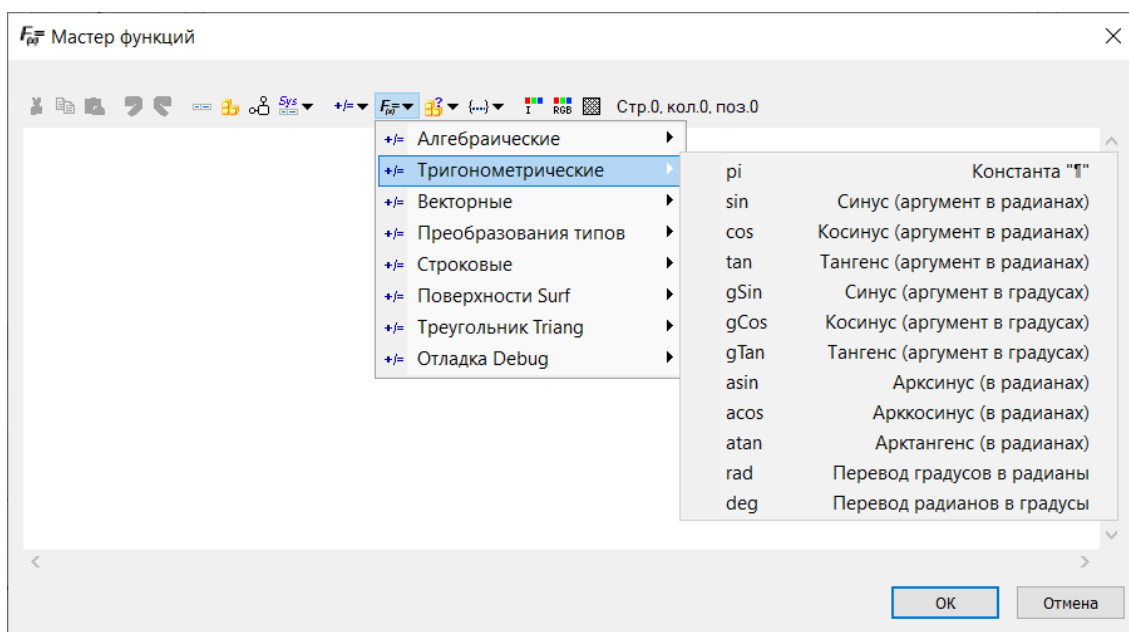 F(x)= Мастер функций
Sys +/= F(x)= {...} I RGB Стр.0, кол.0, поз.0
+/= Алгебраические
+/= Тригонометрические
+/= Векторные
+/= Преобразования типов
+/= Строковые
+/= Поверхности Surf
+/= Треугольник Triang
+/= Отладка Debug
pi Константа "¶"
sin Синус (аргумент в радианах)
cos Косинус (аргумент в радианах)
tan Тангенс (аргумент в радианах)
gSin Синус (аргумент в градусах)
gCos Косинус (аргумент в градусах)
gTan Тангенс (аргумент в градусах)
asin Арксинус (в радианах)
acos Арккосинус (в радианах)
atan Арктангенс (в радианах)
rad Перевод градусов в радианы
deg Перевод радианов в градусы
ОК Отмена